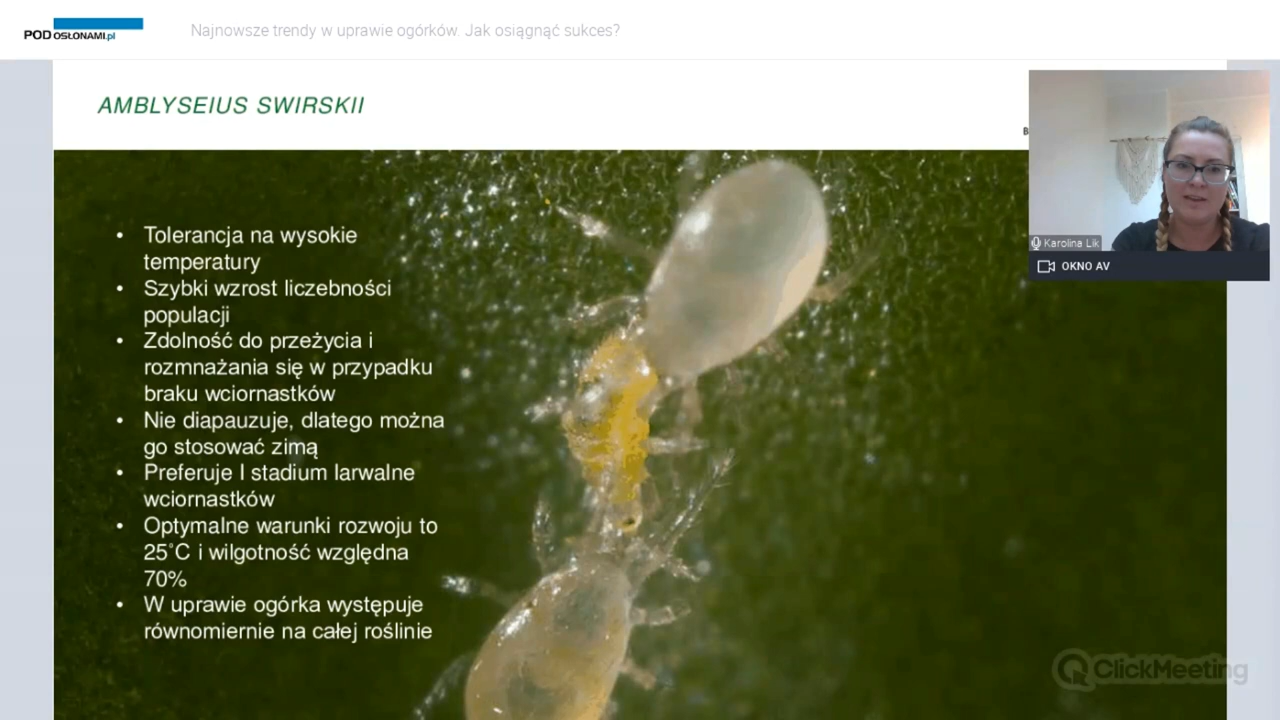 POD OSŁONAMI.pl
Najnowsze trendy w uprawie ogórków. Jak osiągnąć sukces?
AMBLYSEIUS SWIRSKII
B
Karolina Lik
OKNO AV
• Tolerancja na wysokie
temperatury
• Szybki wzrost liczebności
populacji
• Zdolność do przeżycia i
rozmnażania się w przypadku
braku wciornastków
• Nie diapauzuje, dlatego można
go stosować zimą
• Preferuje I stadium larwalne
wciornastków
• Optymalne warunki rozwoju to
25°C i wilgotność względna
70%
• W uprawie ogórka występuje
równomiernie na całej roślinie
ClickMeeting